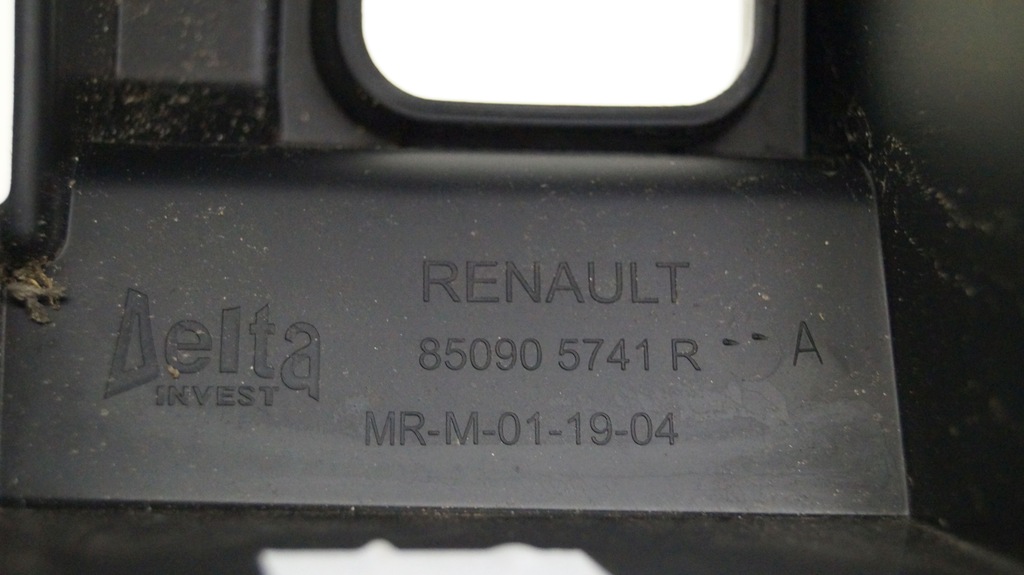 RENAULT
85090 5741 R -- A
Delta
INVEST
MR-M-01-19-04